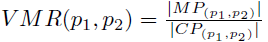 VMR(p₁, p₂) = |MP₍p₁,p₂₎| / |CP₍p₁,p₂₎|